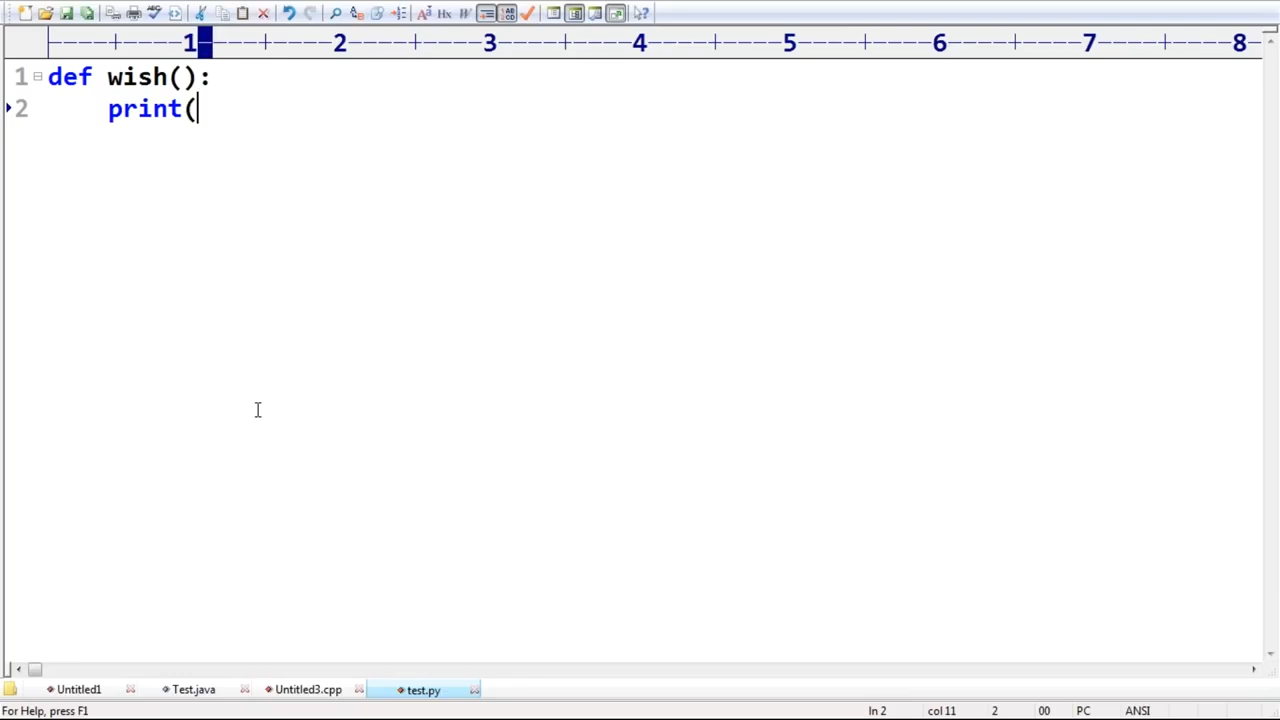 1 2 3 4 5 6 7 8
1 def wish():
2 print(
Untitled1 Test.java Untitled3.cpp test.py
For Help, press F1 ln 2 col 11 2 00 PC ANSI